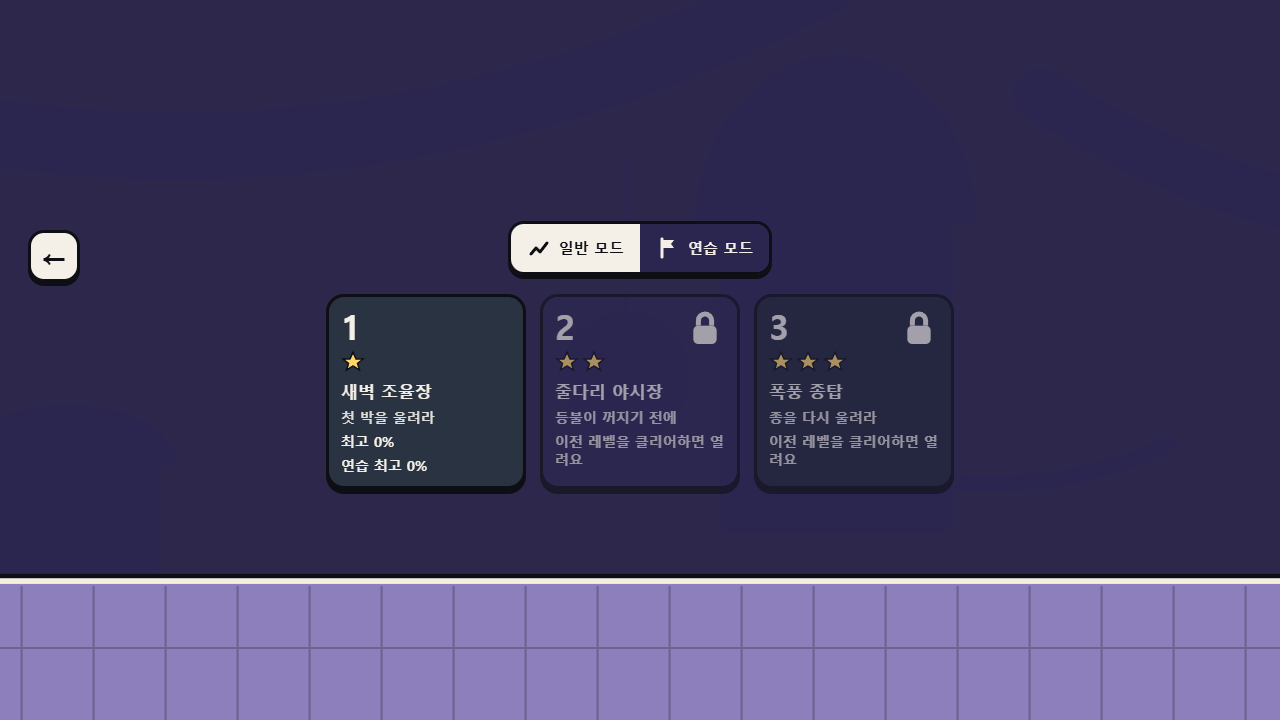 ←
일반 모드
연습 모드
1
새벽 조율장
첫 박을 울려라
최고 0%
연습 최고 0%
2
줄다리 야시장
등불이 꺼지기 전에
이전 레벨을 클리어하면 열
려요
3
폭풍 종탑
종을 다시 울려라
이전 레벨을 클리어하면 열
려요